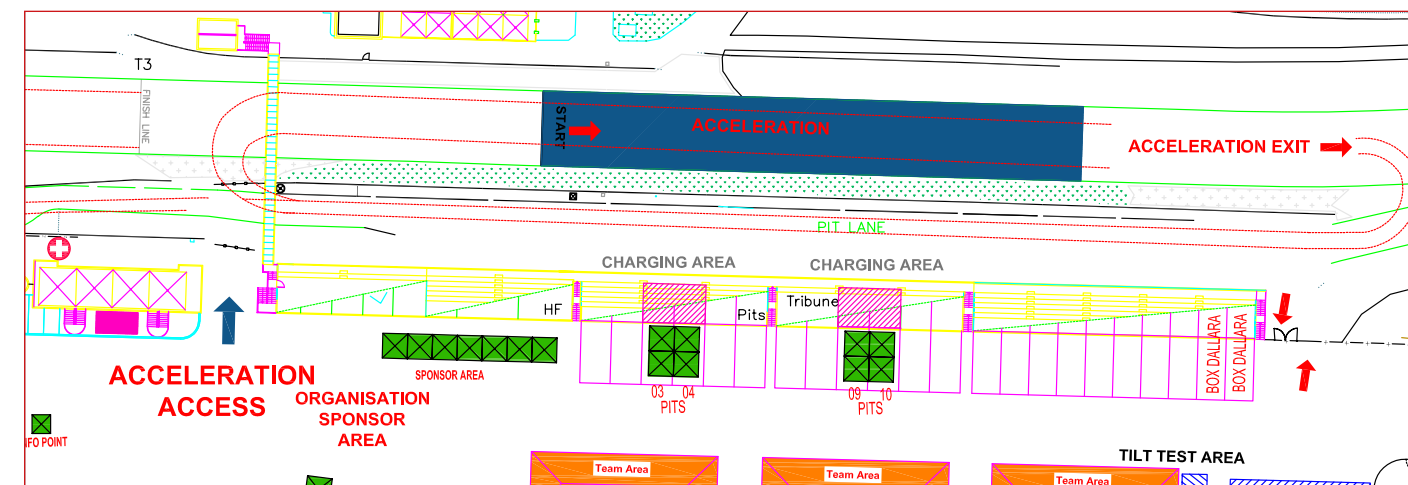 T3
FINISH LINE
START
ACCELERATION
ACCELERATION EXIT
PIT LANE
CHARGING AREA
CHARGING AREA
HF
Pits
Tribune
BOX DALLARA
BOX DALLARA
SPONSOR AREA
ACCELERATION
ACCESS
ORGANISATION
SPONSOR
AREA
03 04
PITS
09 10
PITS
NFO POINT
TILT TEST AREA
Team Area
Team Area
Team Area